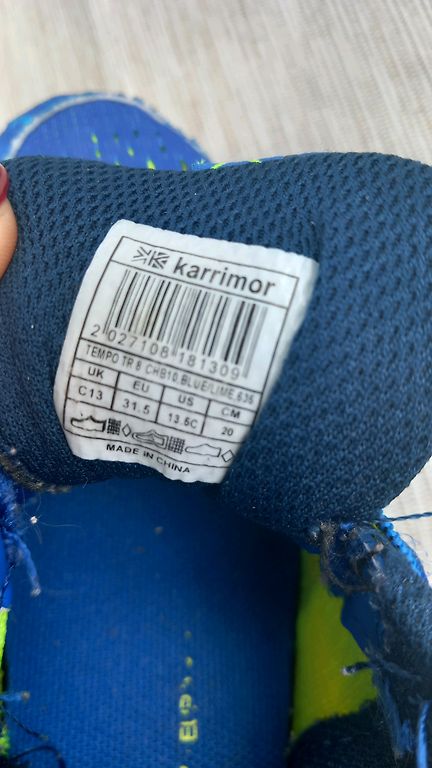 karrimor
2 027108 181309
TEMPO TR 8 CHB10.BLUE/LIME.636
UK EU US CM
C13 31.5 13.5C 20
MADE IN CHINA